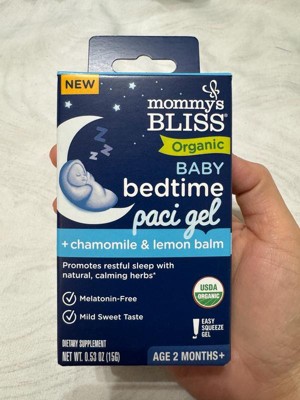 NEW
mommy's
BLISS®
Organic
BABY
bedtime
paci gel
+ chamomile & lemon balm
Promotes restful sleep with
natural, calming herbs*
Melatonin-Free
Mild Sweet Taste
USDA
ORGANIC
EASY
SQUEEZE
GEL
DIETARY SUPPLEMENT
NET WT. 0.53 OZ (15G)
AGE 2 MONTHS+